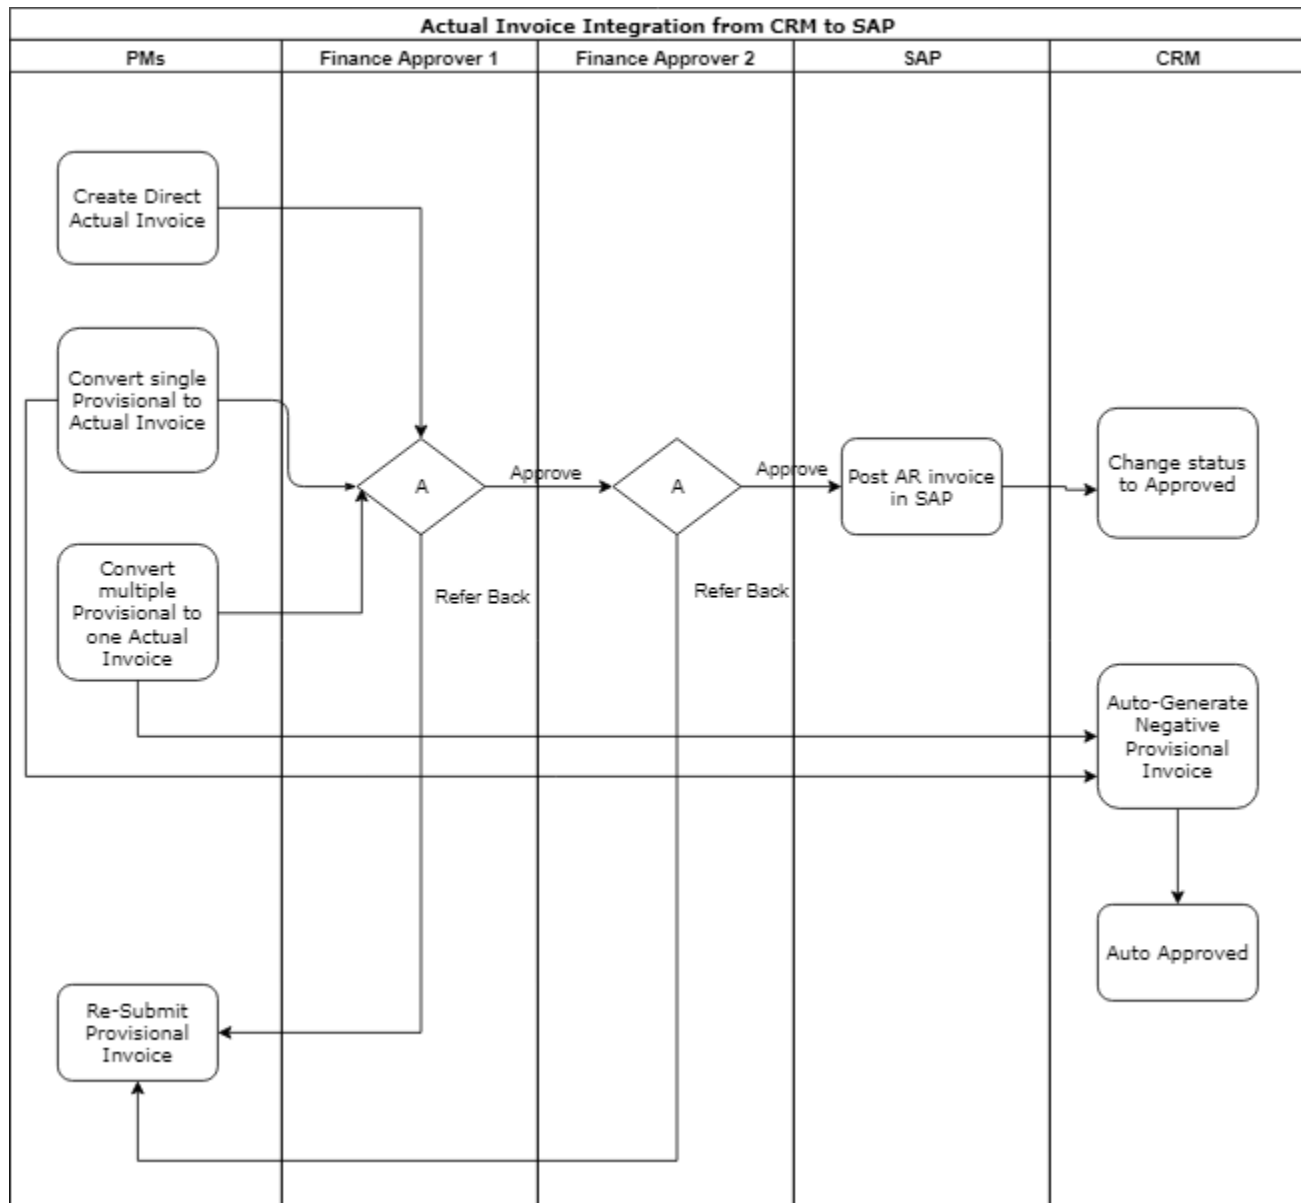 Actual Invoice Integration from CRM to SAP
PMs
Finance Approver 1
Finance Approver 2
SAP
CRM
Create Direct
Actual Invoice
Convert single
Provisional to
Actual Invoice
Convert
multiple
Provisional to
one Actual
Invoice
A
Approve
Refer Back
A
Approve
Refer Back
Post AR invoice
in SAP
Change status
to Approved
Auto-Generate
Negative
Provisional
Invoice
Auto Approved
Re-Submit
Provisional
Invoice